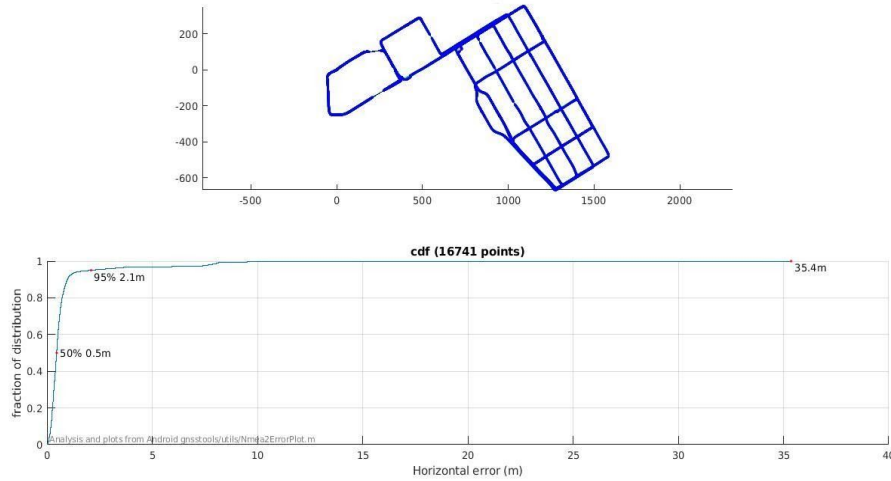 200
0
-200
-400
-600
-500 0 500 1000 1500 2000
cdf (16741 points)
1
95% 2.1m
35.4m
0.8
0.6
50% 0.5m
0.4
0.2
0
Analysis and plots from Android gnsstools/utils/Nmea2ErrorPlot.m
fraction of distribution
0 5 10 15 20 25 30 35 40
Horizontal error (m)